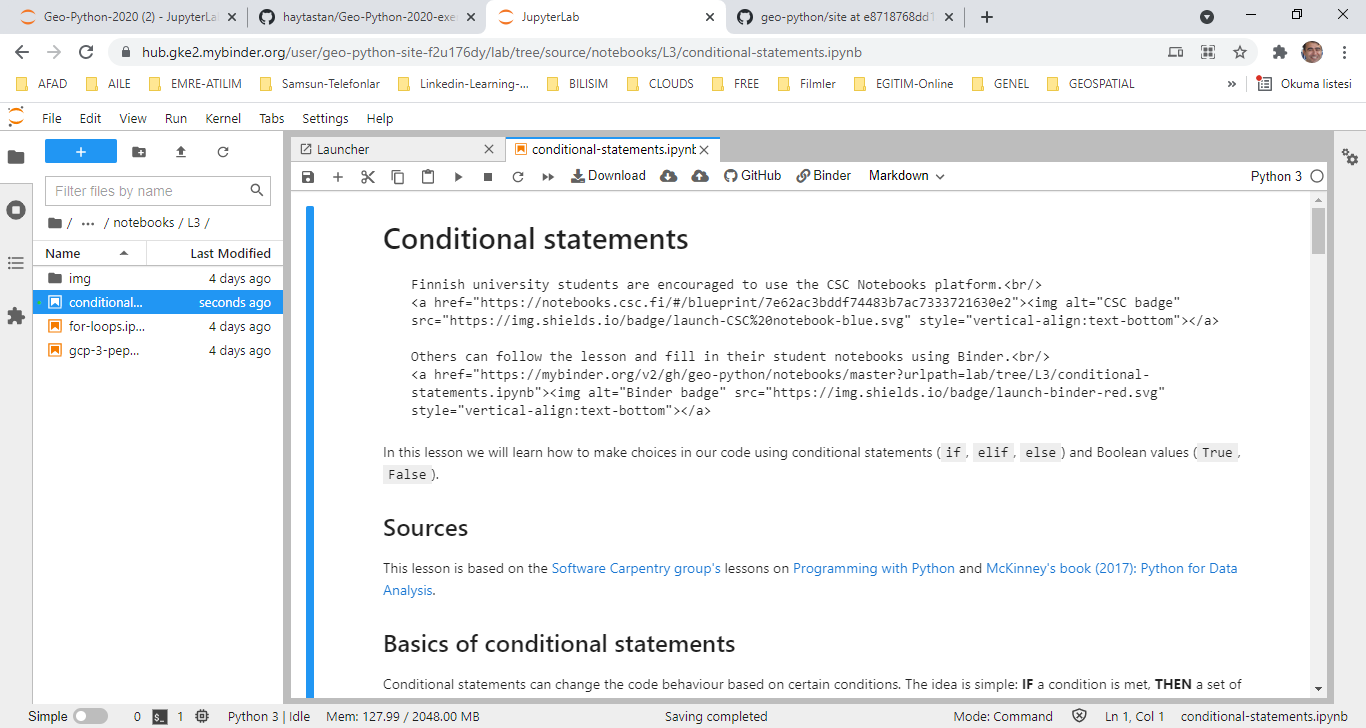 Geo-Python-2020 (2) - JupyterLa
haytastan/Geo-Python-2020-exe
JupyterLab
geo-python/site at e8718768dd1
hub.gke2.mybinder.org/user/geo-python-site-f2u176dy/lab/tree/source/notebooks/L3/conditional-statements.ipynb
AFAD AILE EMRE-ATILIM Samsun-Telefonlar Linkedin-Learning-... BILISIM CLOUDS FREE Filmler EGITIM-Online GENEL GEOSPATIAL » Okuma listesi
File Edit View Run Kernel Tabs Settings Help
Launcher
conditional-statements.ipynb
Download GitHub Binder Markdown Python 3
Filter files by name
/ ··· / notebooks / L3 /
Name Last Modified
img 4 days ago
conditional... seconds ago
for-loops.ip... 4 days ago
gcp-3-pep... 4 days ago
Conditional statements
Finnish university students are encouraged to use the CSC Notebooks platform.<br/>
<a href="https://notebooks.csc.fi/#/blueprint/7e62ac3bddf74483b7ac7333721630e2"><img alt="CSC badge"
src="https://img.shields.io/badge/launch-CSC%20notebook-blue.svg" style="vertical-align:text-bottom"></a>
Others can follow the lesson and fill in their student notebooks using Binder.<br/>
<a href="https://mybinder.org/v2/gh/geo-python/notebooks/master?urlpath=lab/tree/L3/conditional-
statements.ipynb"><img alt="Binder badge" src="https://img.shields.io/badge/launch-binder-red.svg"
style="vertical-align:text-bottom"></a>
In this lesson we will learn how to make choices in our code using conditional statements ( if , elif , else ) and Boolean values ( True ,
False ).
Sources
This lesson is based on the Software Carpentry group's lessons on Programming with Python and McKinney's book (2017): Python for Data
Analysis.
Basics of conditional statements
Conditional statements can change the code behaviour based on certain conditions. The idea is simple: IF a condition is met, THEN a set of
Simple 0 $_ 1 Python 3 | Idle Mem: 127.99 / 2048.00 MB Saving completed Mode: Command Ln 1, Col 1 conditional-statements.ipynb